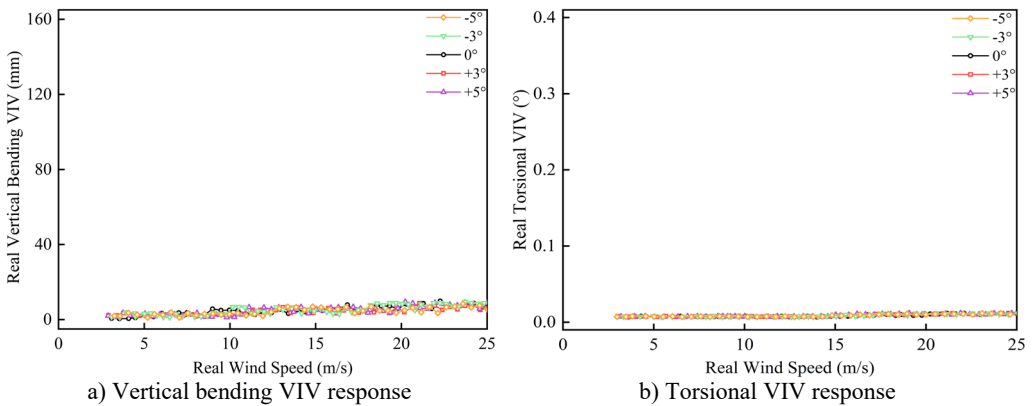 160
120
80
40
0
Real Vertical Bending VIV (mm)
-5°
-3°
0°
+3°
+5°
0 5 10 15 20 25
Real Wind Speed (m/s)
a) Vertical bending VIV response
0.4
0.3
0.2
0.1
0.0
Real Torsional VIV (°)
-5°
-3°
0°
+3°
+5°
0 5 10 15 20 25
Real Wind Speed (m/s)
b) Torsional VIV response